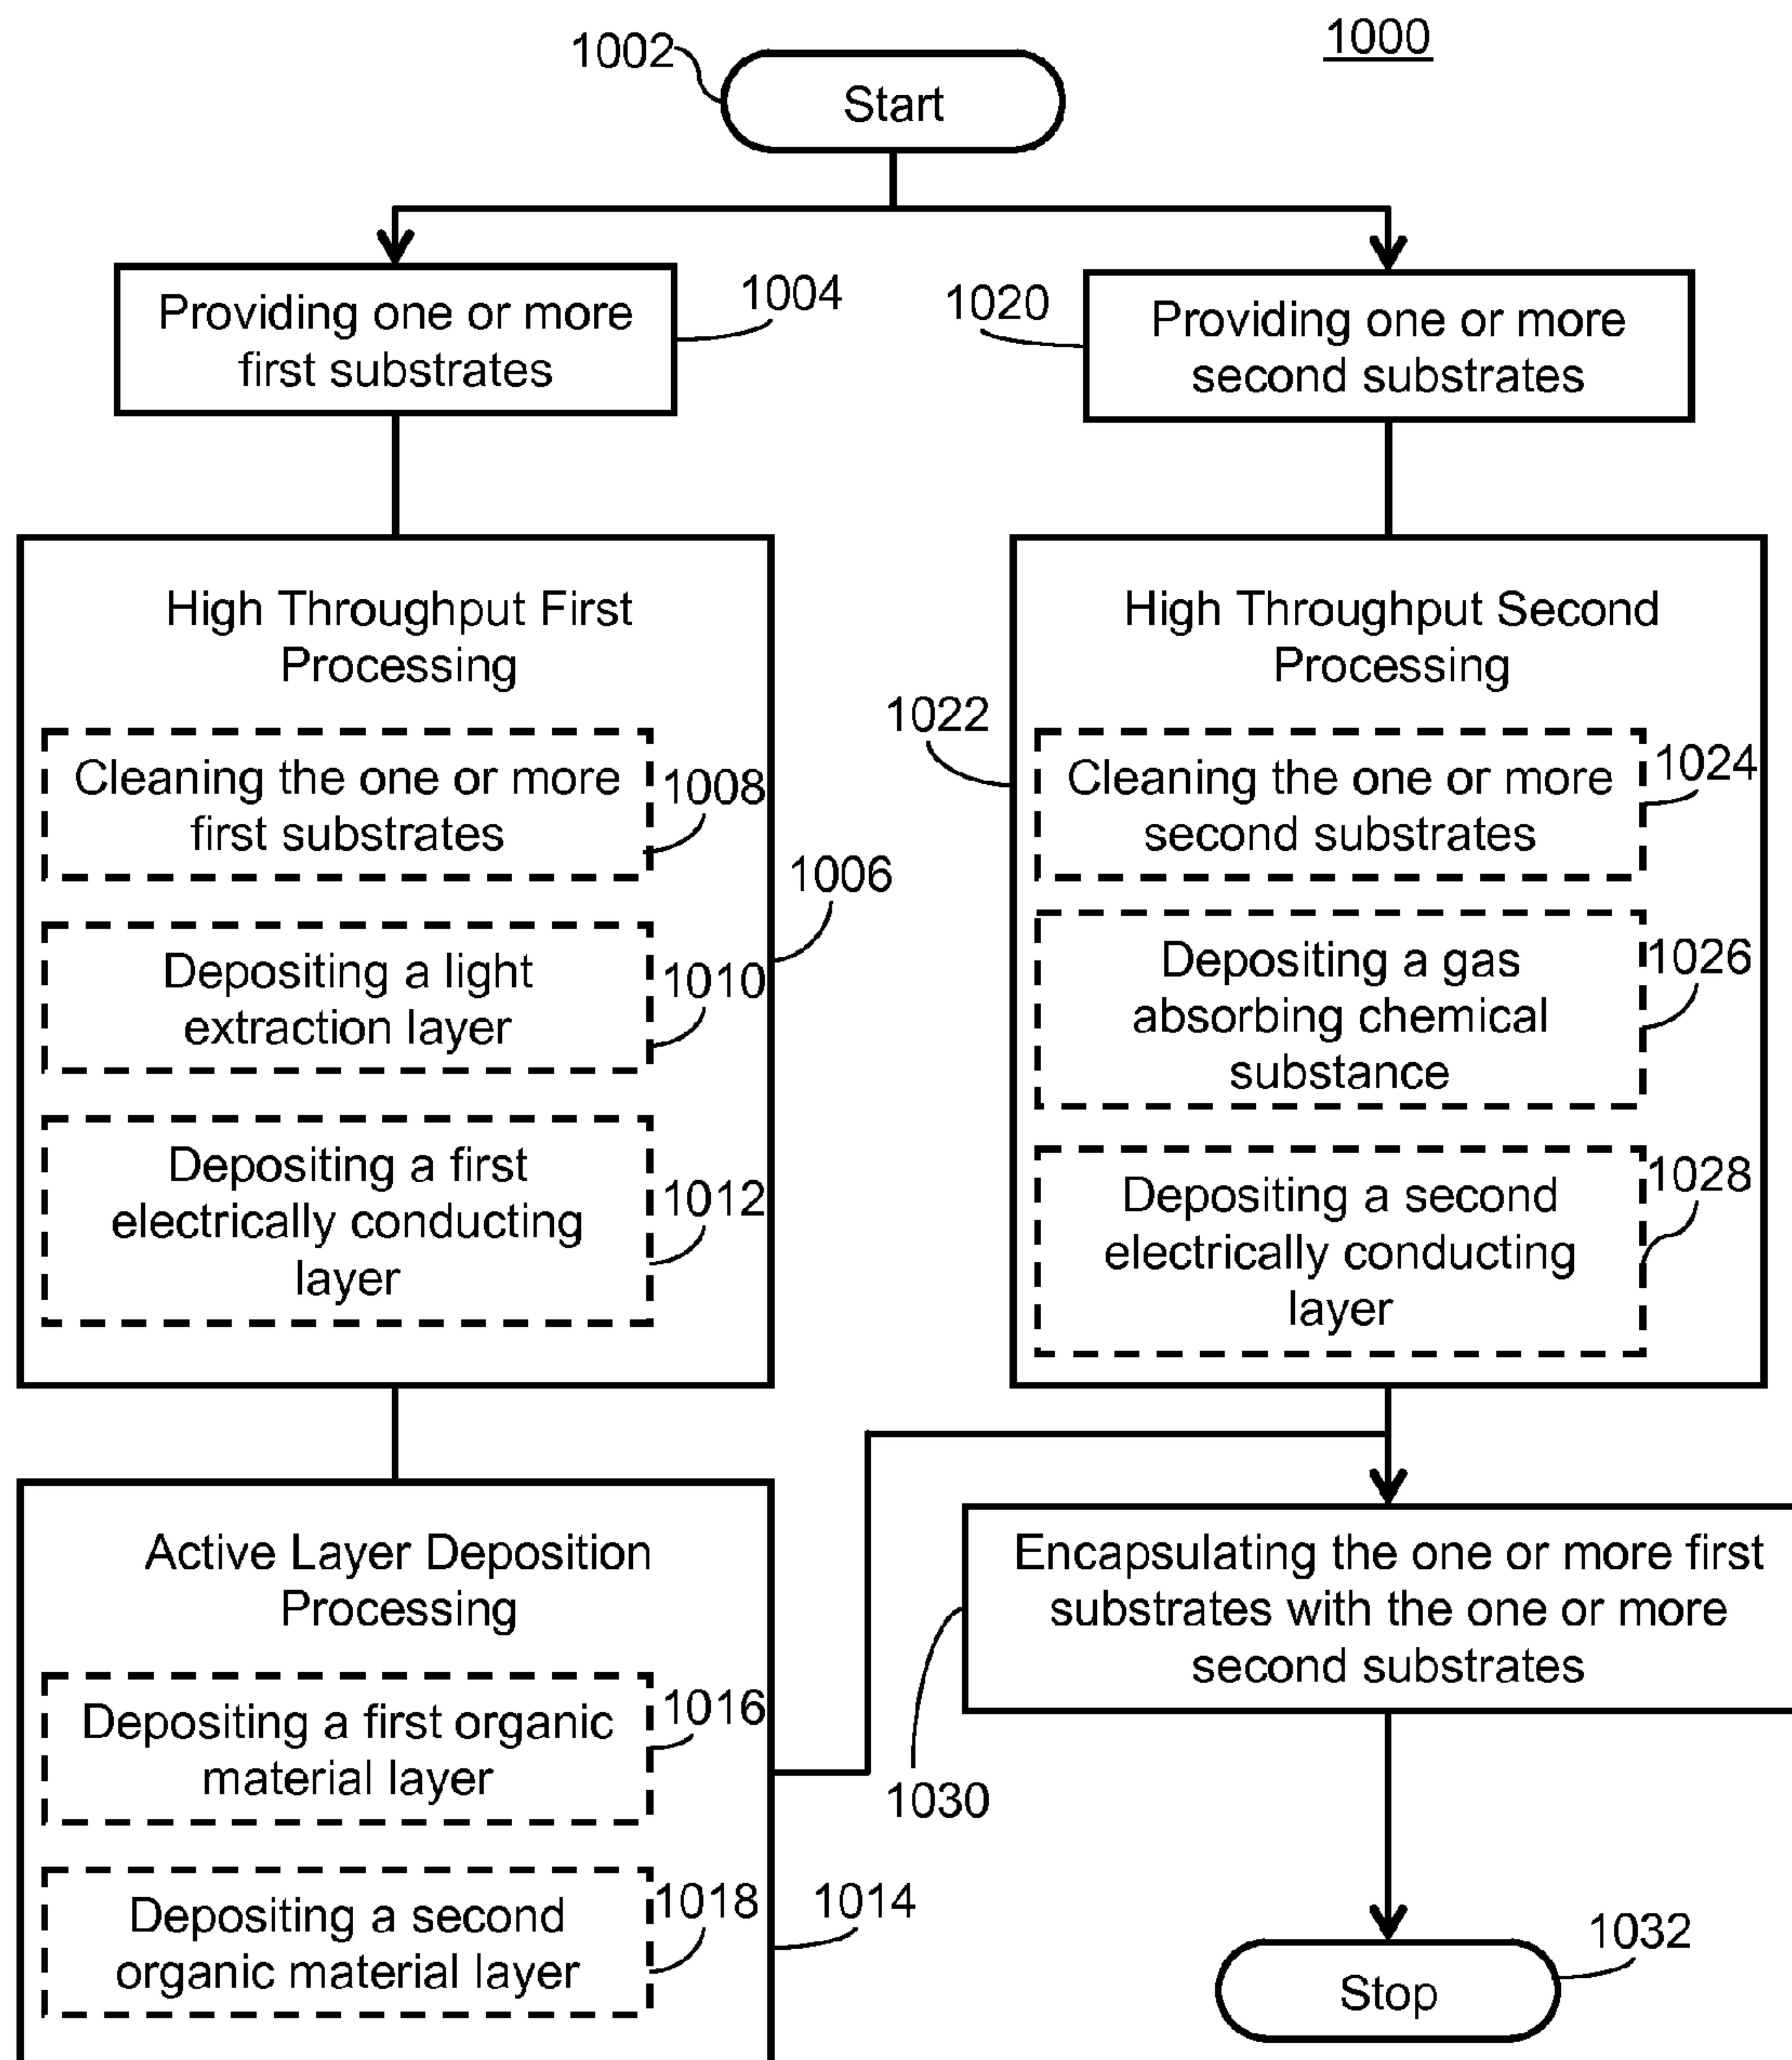 1000
1002
Start
Providing one or more
first substrates
1004
1020
Providing one or more
second substrates
High Throughput First
Processing
Cleaning the one or more
first substrates
1008
1006
Depositing a light
extraction layer
1010
Depositing a first
electrically conducting
layer
1012
High Throughput Second
Processing
1022
Cleaning the one or more
second substrates
1024
Depositing a gas
absorbing chemical
substance
1026
Depositing a second
electrically conducting
layer
1028
Active Layer Deposition
Processing
Depositing a first organic
material layer
1016
Depositing a second
organic material layer
1018
1014
Encapsulating the one or more first
substrates with the one or more
second substrates
1030
1032
Stop